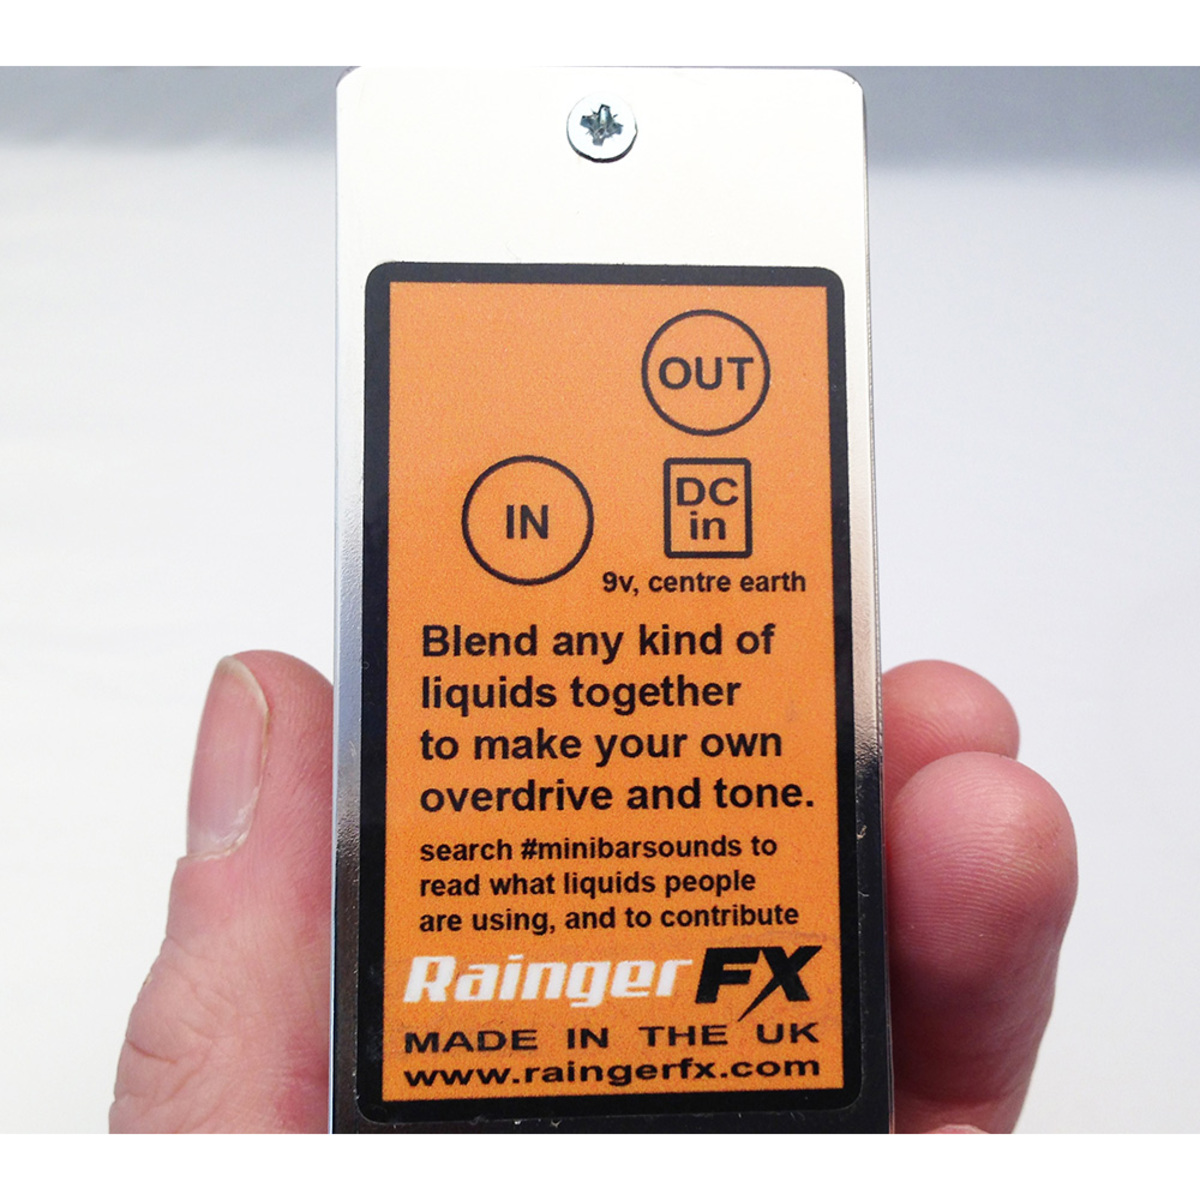 OUT
IN
DC
in
9v, centre earth
Blend any kind of
liquids together
to make your own
overdrive and tone.
search #minibarsounds to
read what liquids people
are using, and to contribute
Rainger FX
MADE IN THE UK
www.raingerfx.com